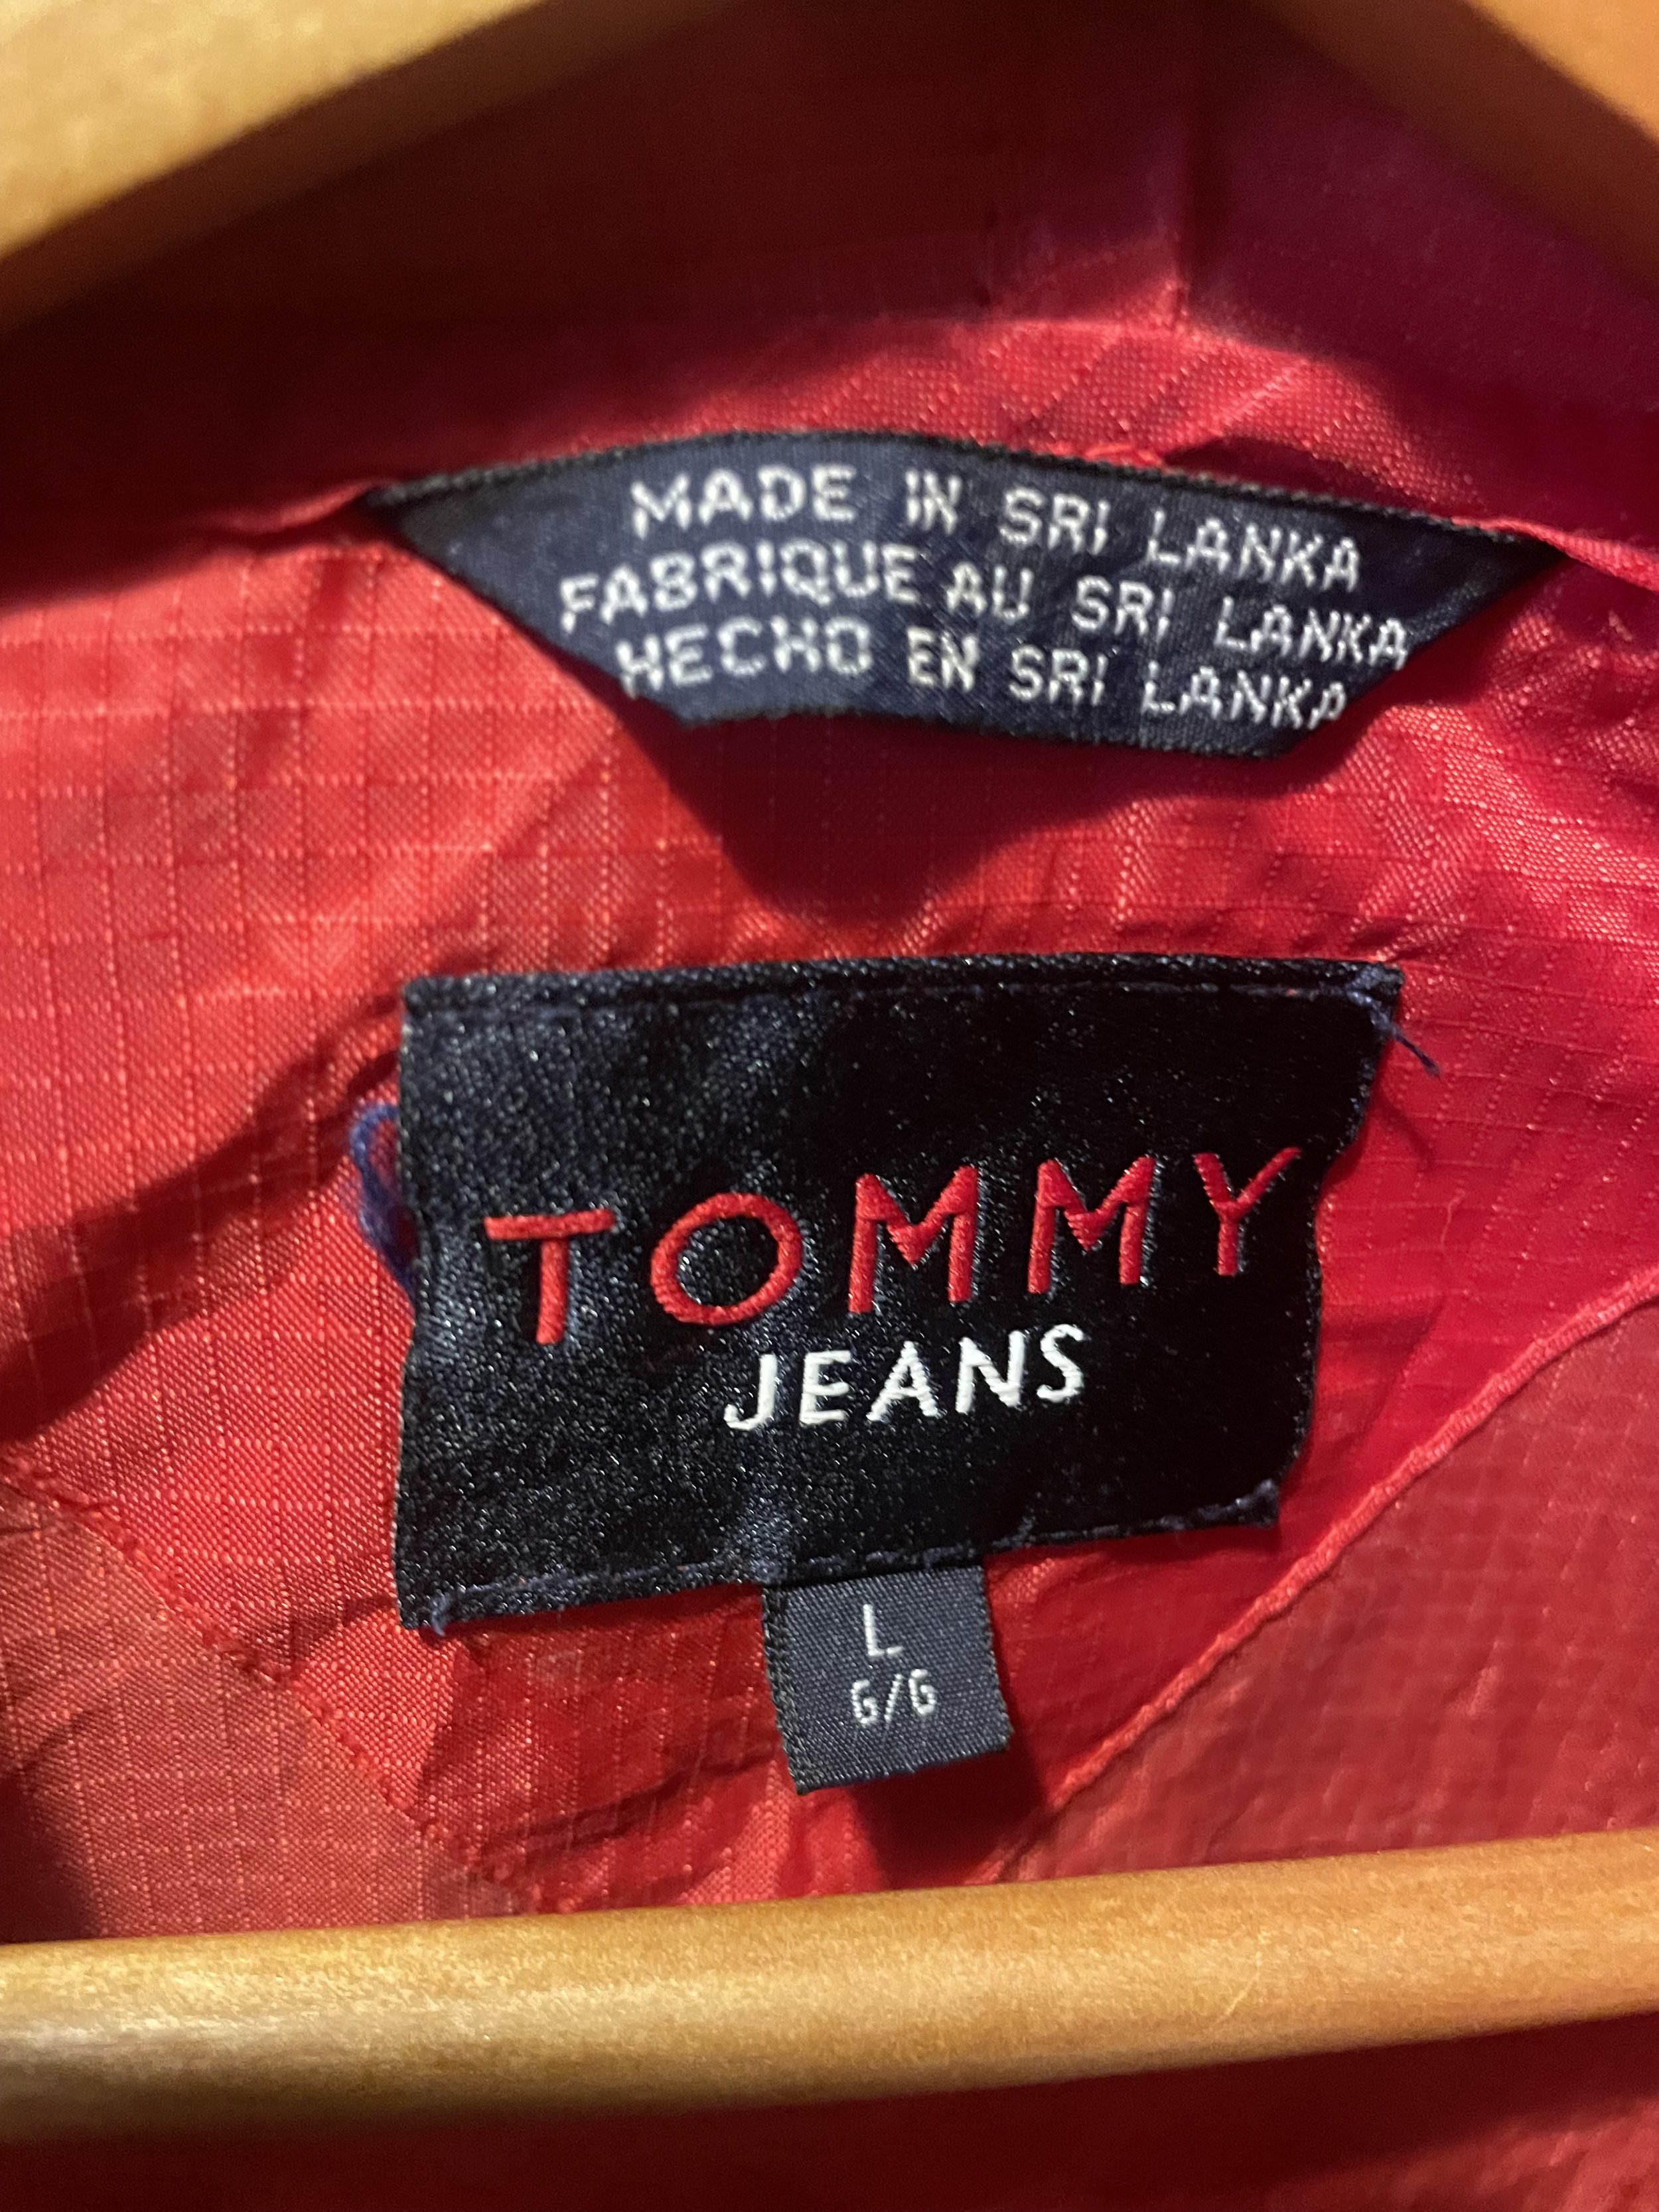 MADE IN SRI LANKA
FABRIQUE AU SRI LANKA
HECHO EN SRI LANKA
TOMMY
JEANS
L
G/G